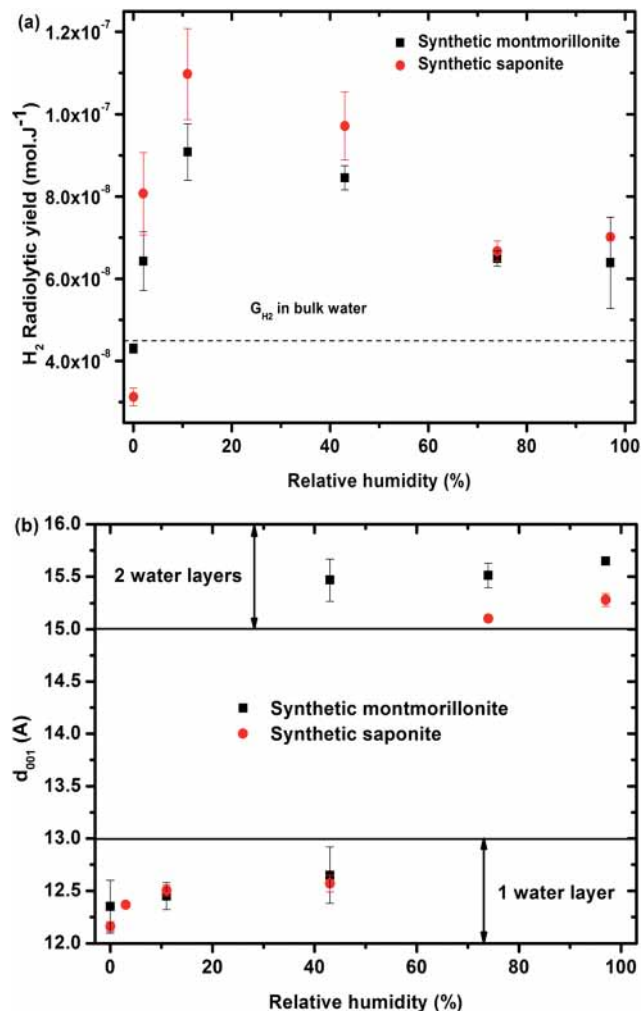 (a)
1.2x10⁻⁷
1.0x10⁻⁷
8.0x10⁻⁸
6.0x10⁻⁸
4.0x10⁻⁸
H₂ Radiolytic yield (mol.J⁻¹)
Synthetic montmorillonite
Synthetic saponite
G_H₂ in bulk water
0 20 40 60 80 100
Relative humidity (%)
(b)
16.0
15.5
15.0
14.5
14.0
13.5
13.0
12.5
12.0
d₀₀₁ (A)
2 water layers
Synthetic montmorillonite
Synthetic saponite
1 water layer
0 20 40 60 80 100
Relative humidity (%)